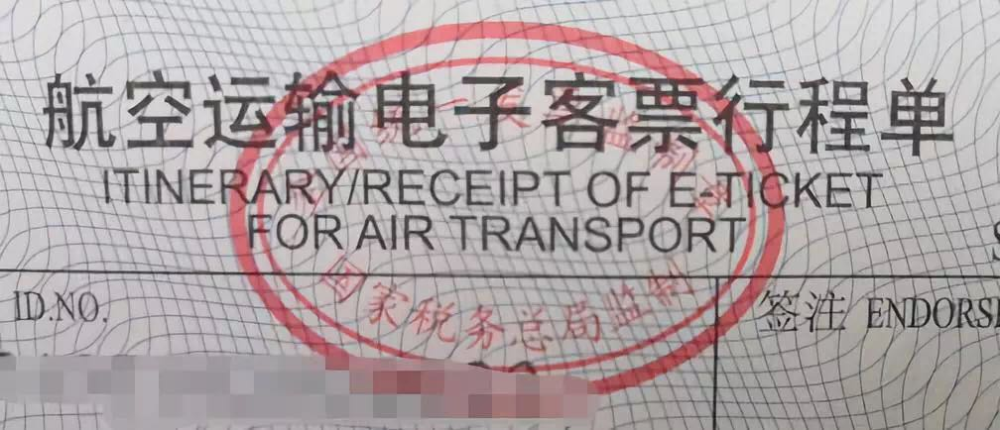 航空运输电子客票行程单
ITINERARY/RECEIPT OF E-TICKET
FOR AIR TRANSPORT
国家税务总局监制
ID.NO.
签注 ENDORS